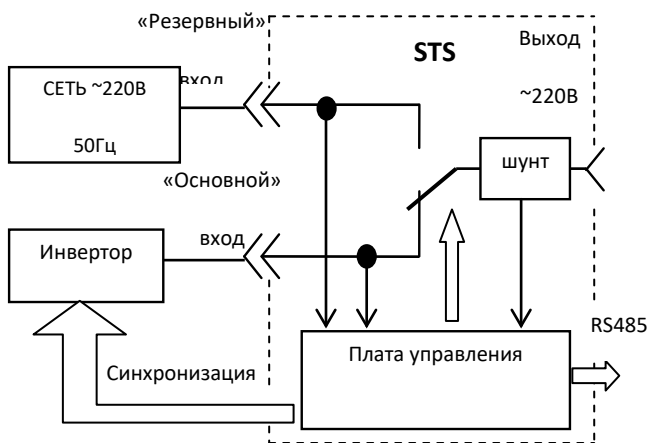 «Резервный»
вход
STS
Выход
~220В
СЕТЬ ~220В
50Гц
шунт
«Основной»
вход
Инвертор
RS485
Плата управления
Синхронизация